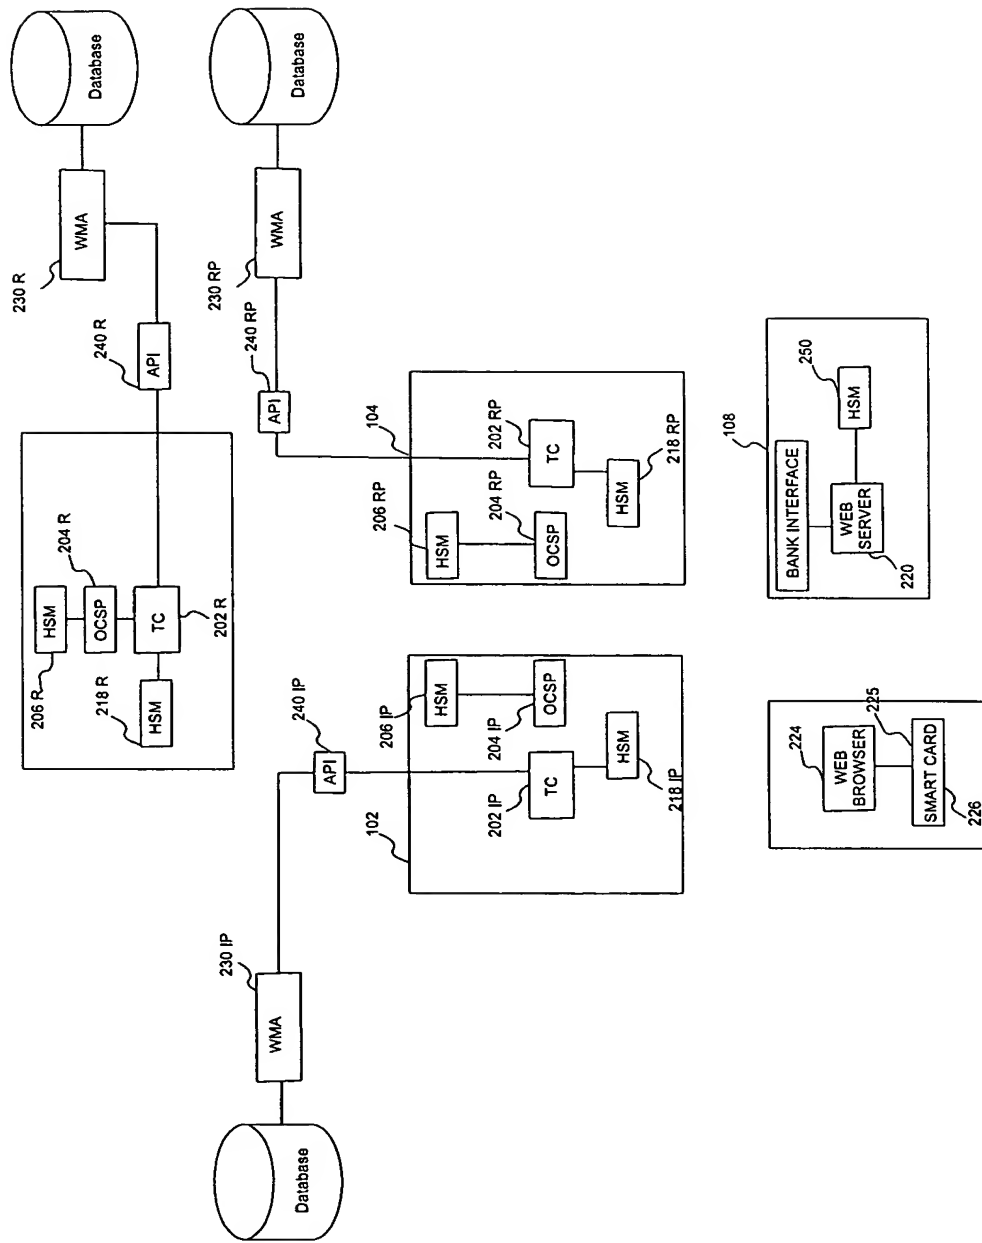 Database
WMA
230 R
240 R
API
204 R
HSM
OCSP
TC
202 R
206 R
218 R
HSM
Database
WMA
230 RP
240 RP
API
104
206 RP
HSM
204 RP
OCSP
202 RP
TC
HSM
218 RP
240 IP
API
102
206 IP
HSM
204 IP
OCSP
202 IP
TC
HSM
218 IP
230 IP
WMA
Database
108
BANK INTERFACE
250
HSM
WEB
SERVER
220
224
WEB
BROWSER
225
SMART CARD
226